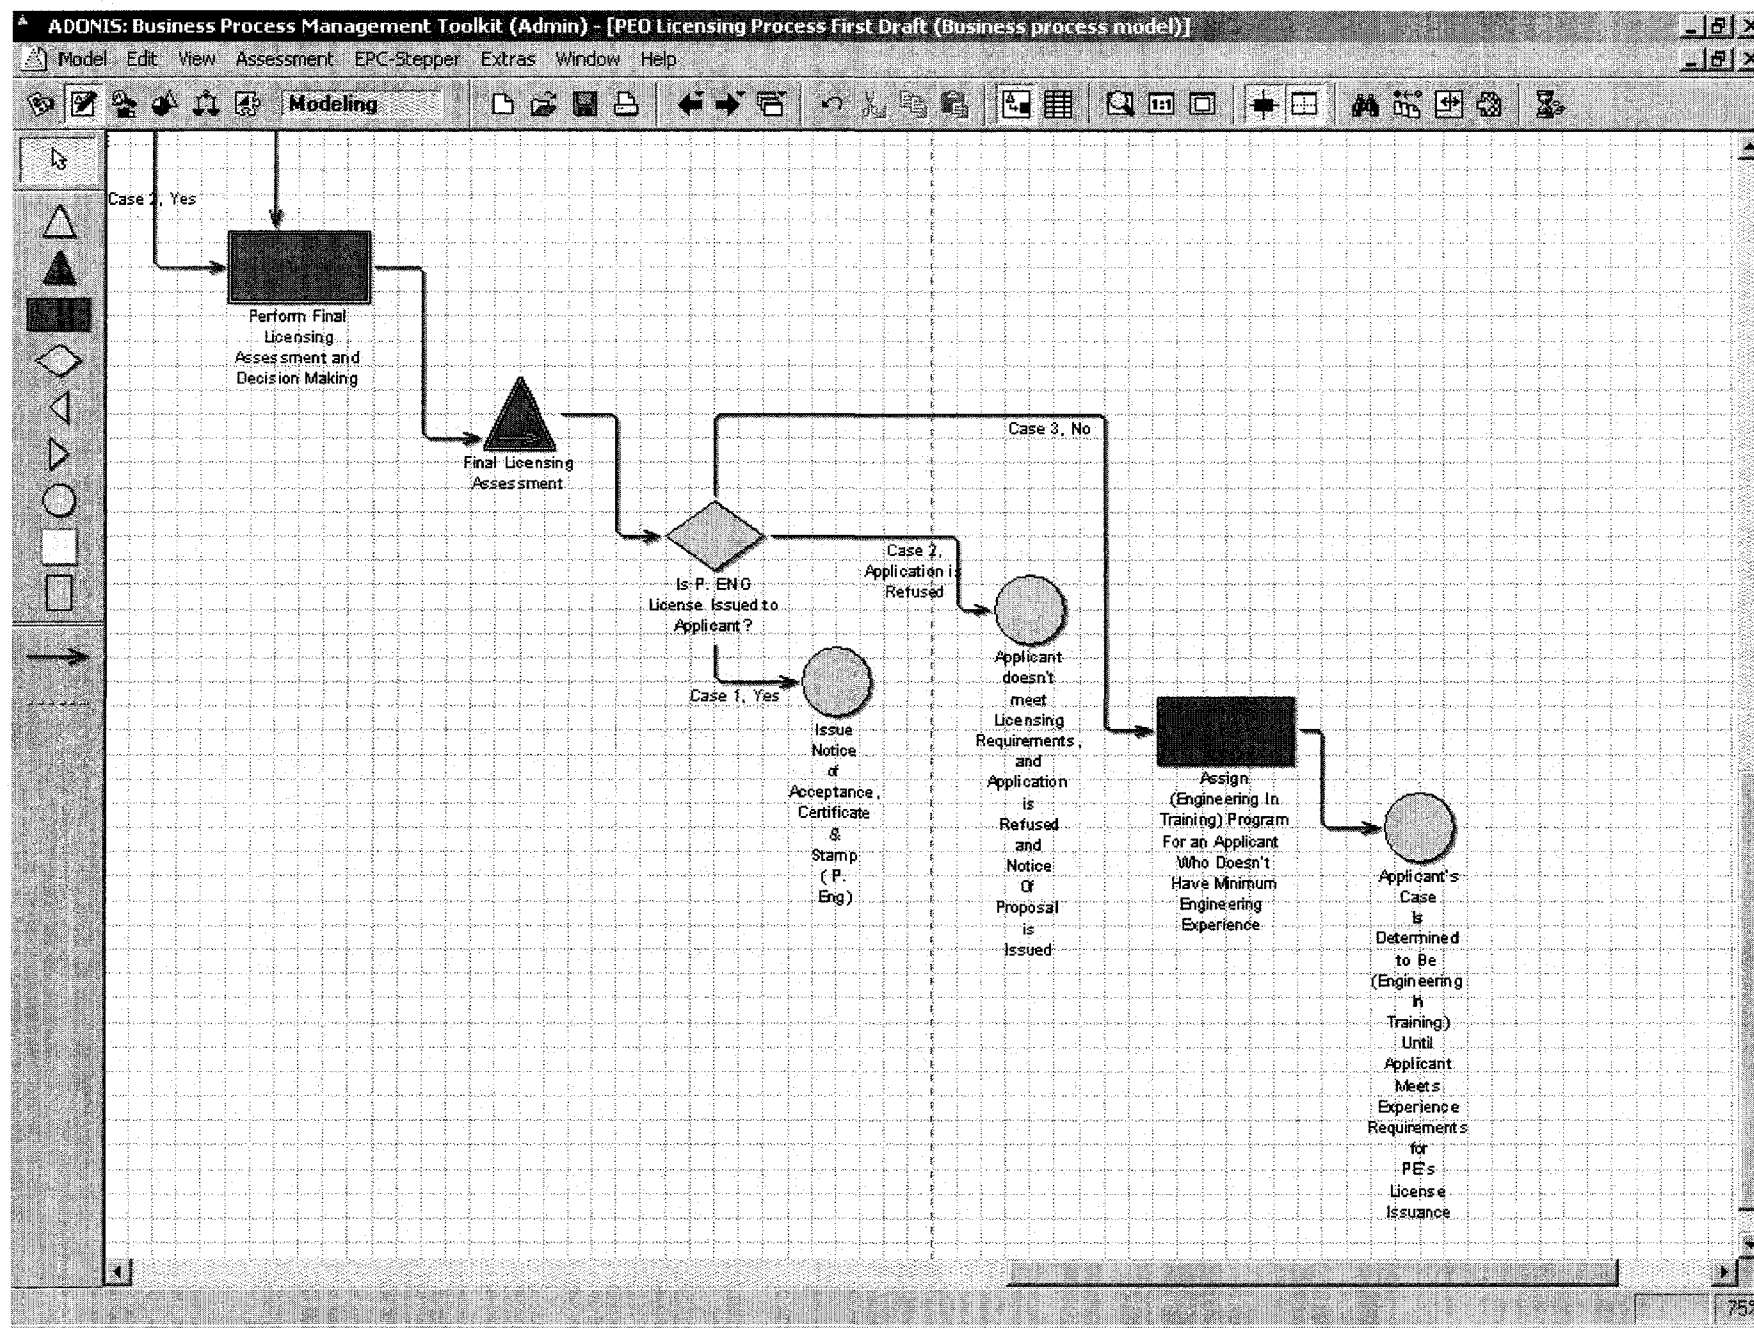 ADONIS: Business Process Management Toolkit (Admin) - [PEO Licensing Process First Draft (Business process model)]
Model Edit View Assessment EPC-Stepper Extras Window Help
Modeling
1:1
Case 2, Yes
Perform Final
Licensing
Assessment and
Decision Making
Final Licensing
Assessment
Case 3, No
Is P. ENG
License Issued to
Applicant?
Case 2,
Application is
Refused
Case 1, Yes
Issue
Notice
of
Acceptance,
Certificate
&
Stamp
( P.
Eng)
Applicant
doesn't
meet
Licensing
Requirements,
and
Application
is
Refused
and
Notice
Of
Proposal
is
Issued
Assign
(Engineering In
Training) Program
For an Applicant
Who Doesn't
Have Minimum
Engineering
Experience
Applicant's
Case
Is
Determined
to Be
(Engineering
In
Training)
Until
Applicant
Meets
Experience
Requirements
for
PE's
License
Issuance
75%